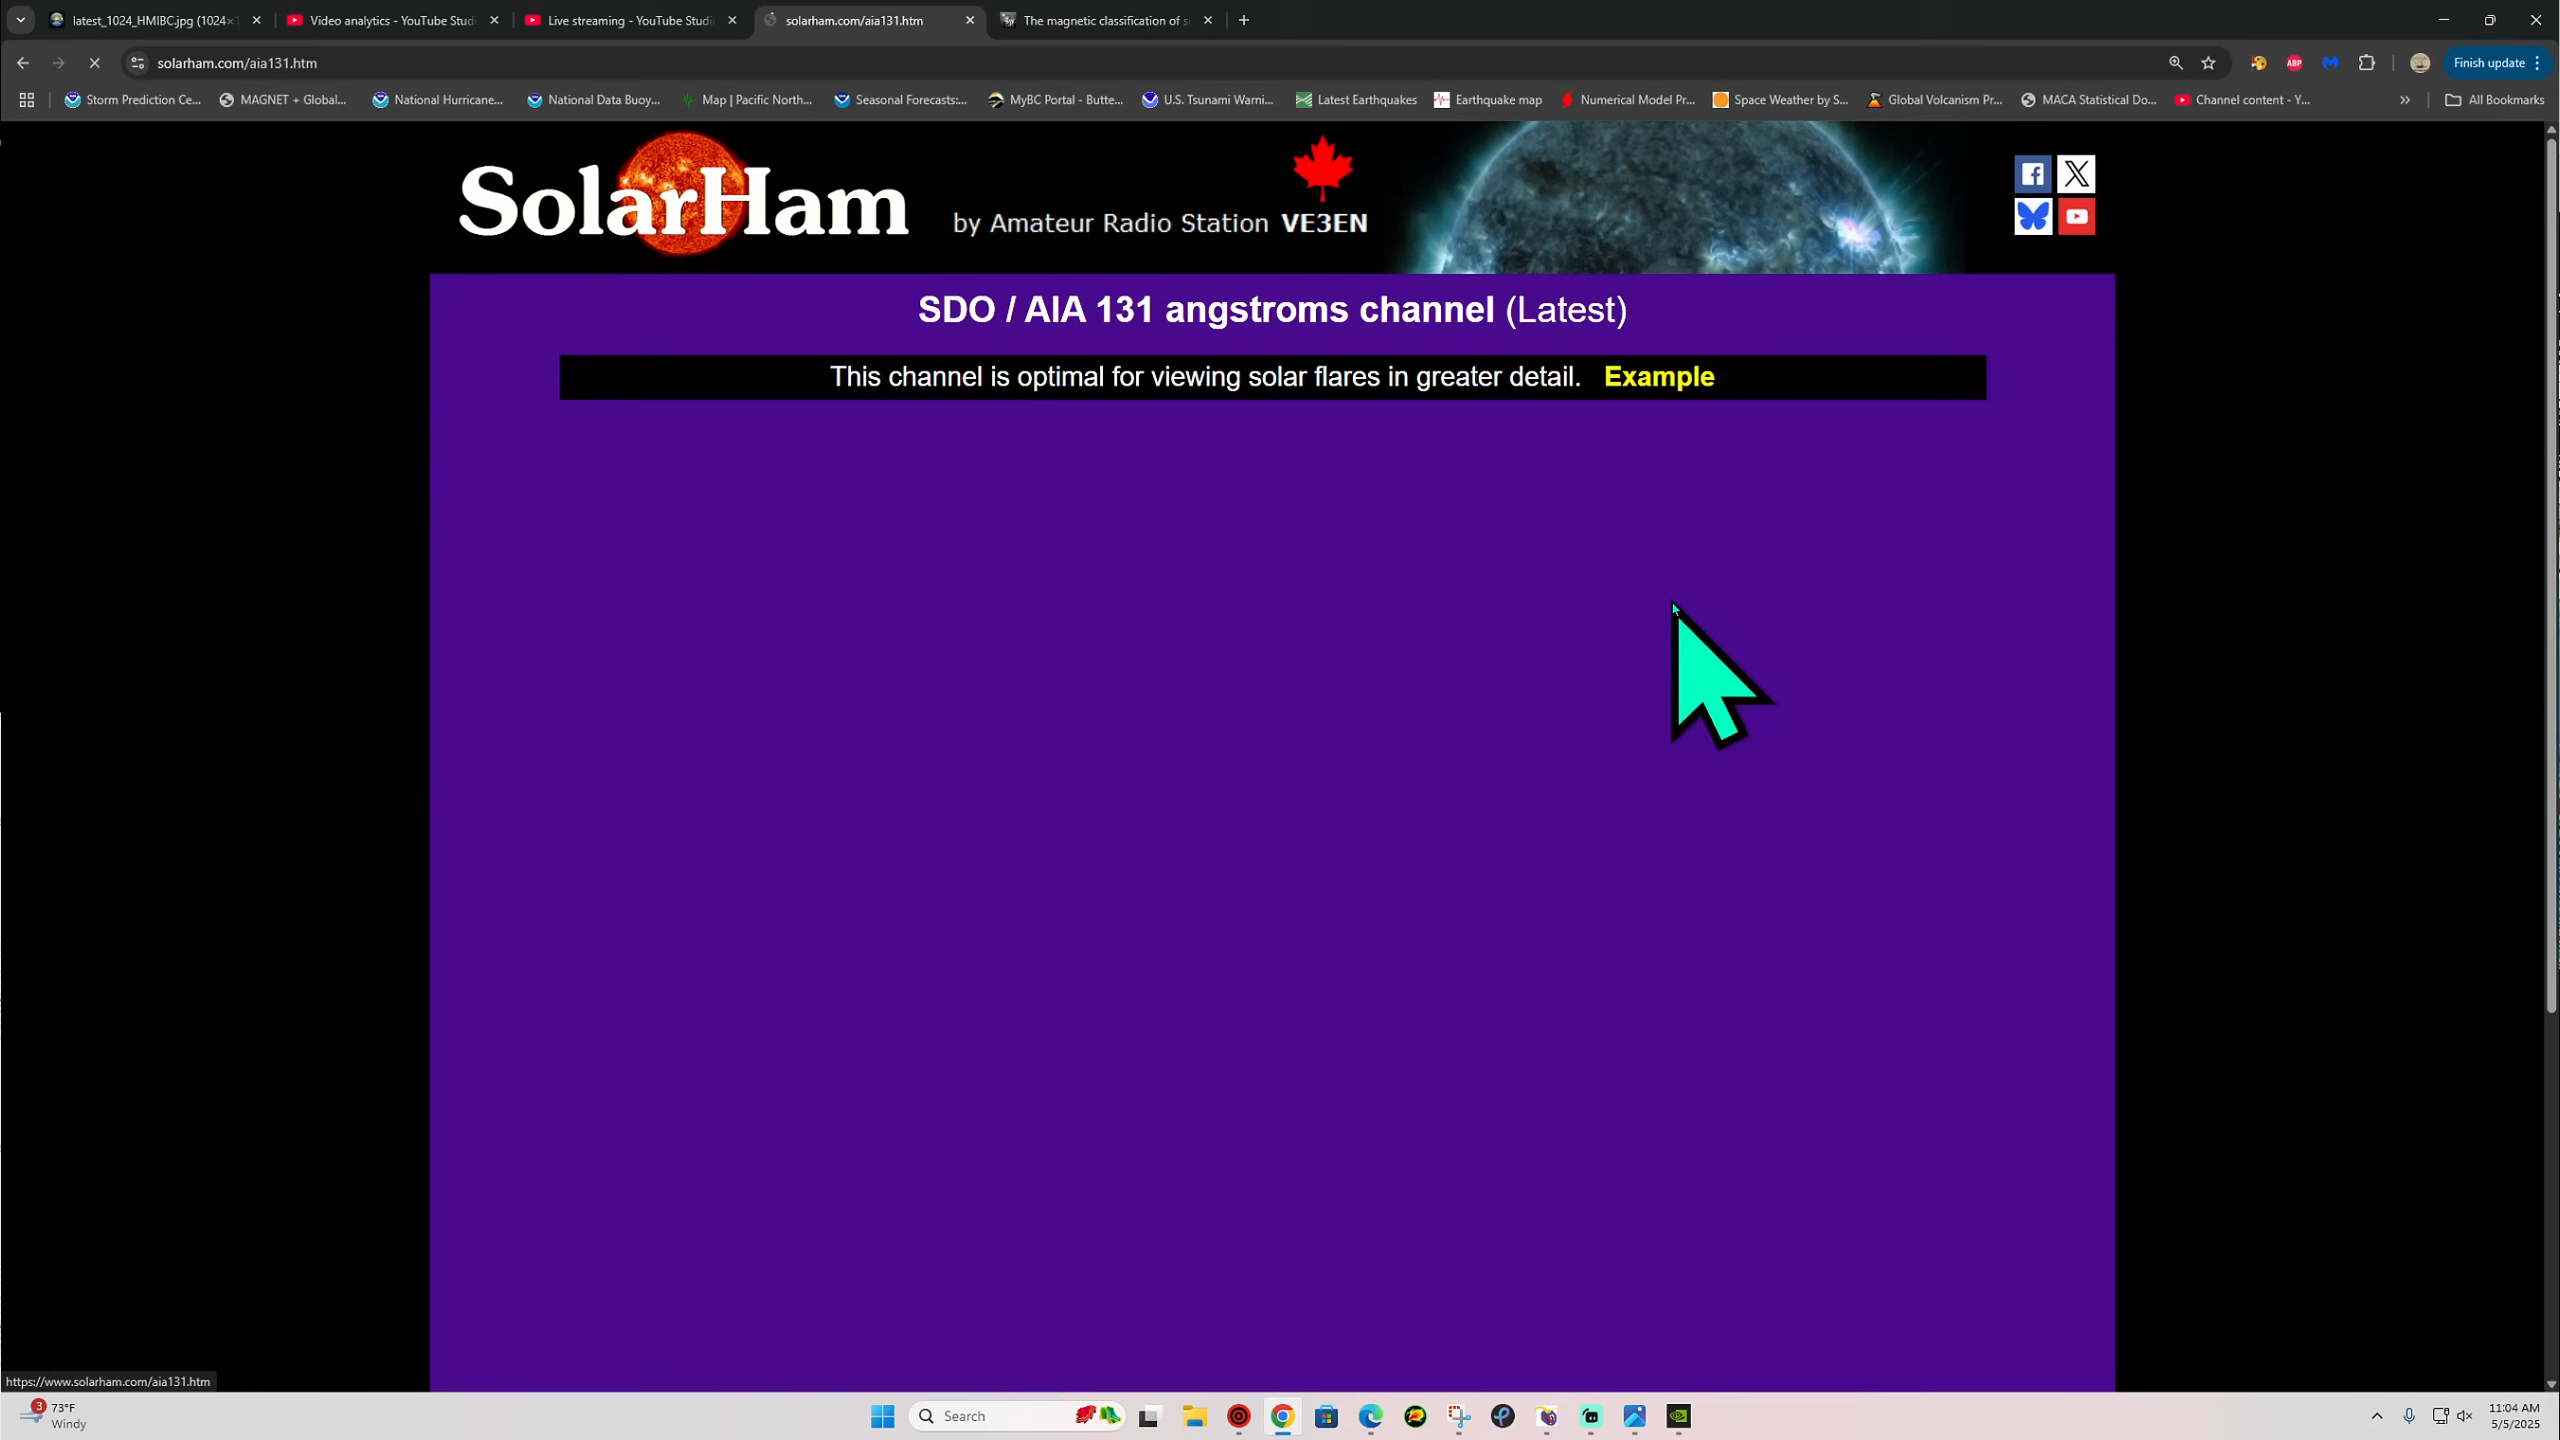 latest_1024_HMIBC.jpg (1024×
Video analytics - YouTube Studi
Live streaming - YouTube Studi
solarham.com/aia131.htm
The magnetic classification of s
solarham.com/aia131.htm
ABP
Finish update
Storm Prediction Ce...
MAGNET + Global...
National Hurricane...
National Data Buoy...
Map | Pacific North...
Seasonal Forecasts:...
MyBC Portal - Butte...
U.S. Tsunami Warni...
Latest Earthquakes
Earthquake map
Numerical Model Pr...
Space Weather by S...
Global Volcanism Pr...
MACA Statistical Do...
Channel content - Y...
All Bookmarks
SolarHam
by Amateur Radio Station VE3EN
SDO / AIA 131 angstroms channel (Latest)
This channel is optimal for viewing solar flares in greater detail. Example
https://www.solarham.com/aia131.htm
3
73°F
Windy
Search
11:04 AM
5/5/2025